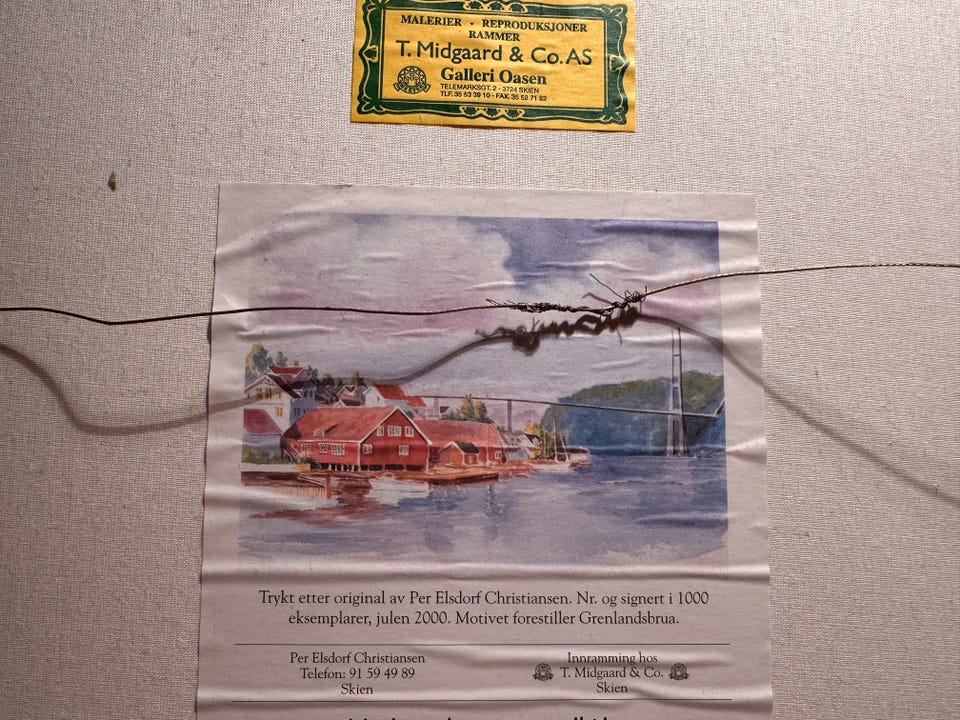 MALERIER · REPRODUKSJONER
RAMMER
T. Midgaard & Co. AS
Galleri Oasen
TELEMARKSGT. 2 - 3724 SKIEN
TLF. 35 53 39 10 - FAX. 35 52 71 82
Trykt etter original av Per Elsdorf Christiansen. Nr. og signert i 1000
eksemplarer, julen 2000. Motivet forestiller Grenlandsbrua.
Per Elsdorf Christiansen
Telefon: 91 59 49 89
Skien
Innramming hos
T. Midgaard & Co.
Skien